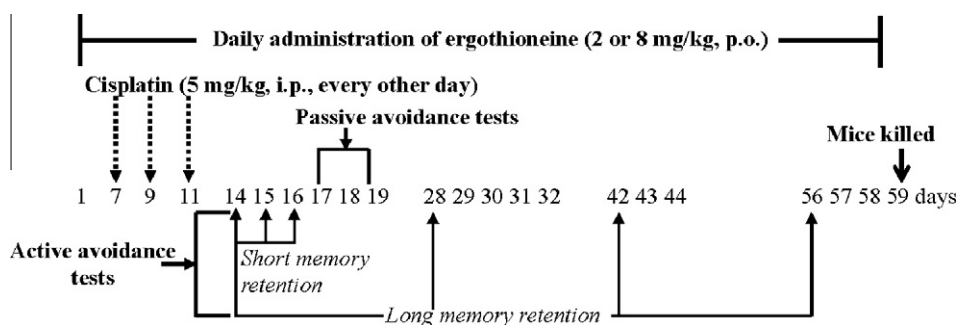 Daily administration of ergothioneine (2 or 8 mg/kg, p.o.)
Cisplatin (5 mg/kg, i.p., every other day)
Passive avoidance tests
Mice killed
1 7 9 11 14 15 16 17 18 19 28 29 30 31 32 42 43 44 56 57 58 59 days
Active avoidance
tests
Short memory
retention
Long memory retention